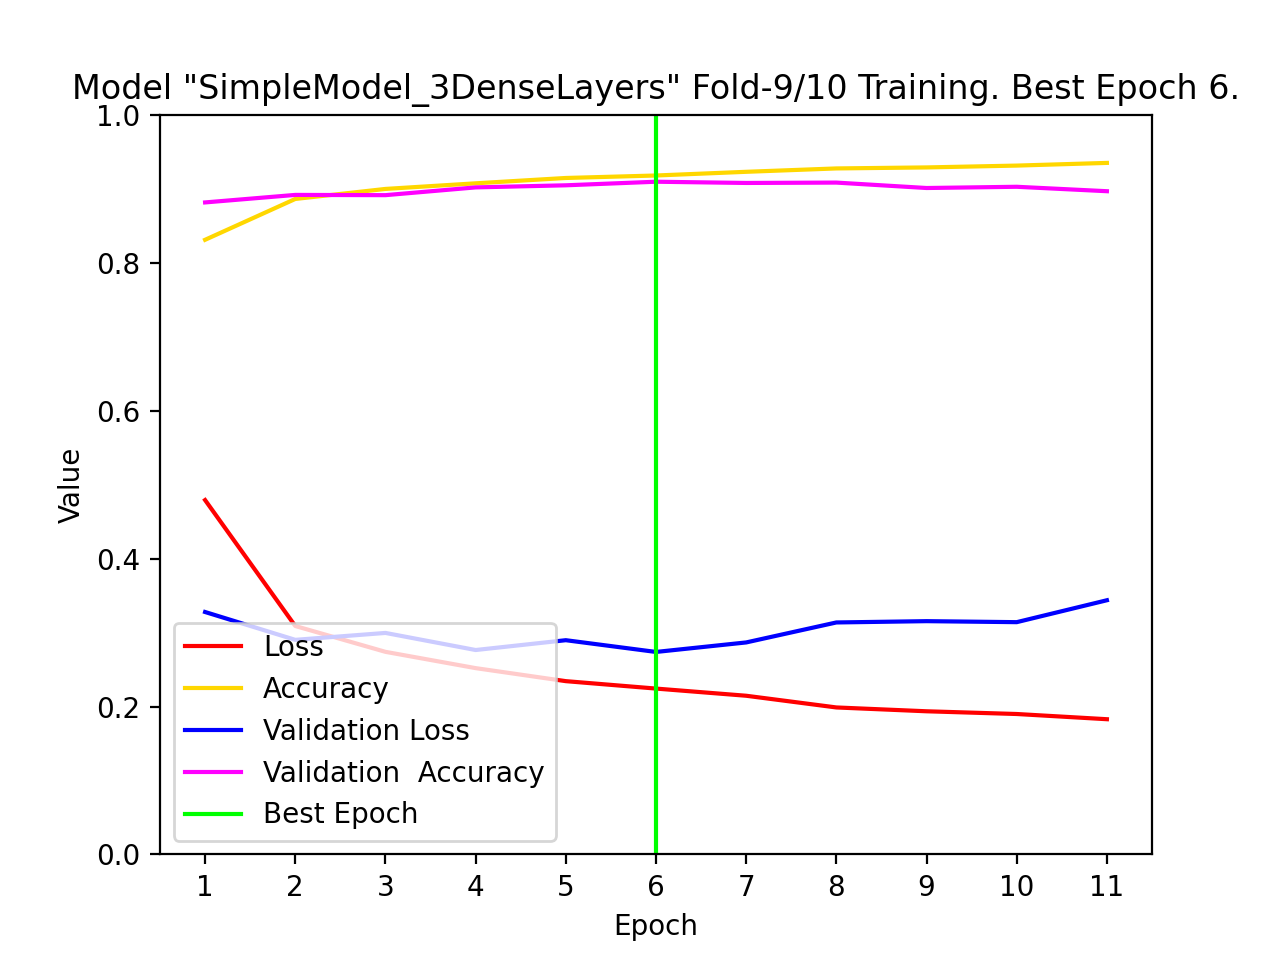 Model "SimpleModel_3DenseLayers" Fold-9/10 Training. Best Epoch 6.
1.0
0.8
0.6
0.4
0.2
0.0
Value
Loss
Accuracy
Validation Loss
Validation  Accuracy
Best Epoch
1 2 3 4 5 6 7 8 9 10 11
Epoch